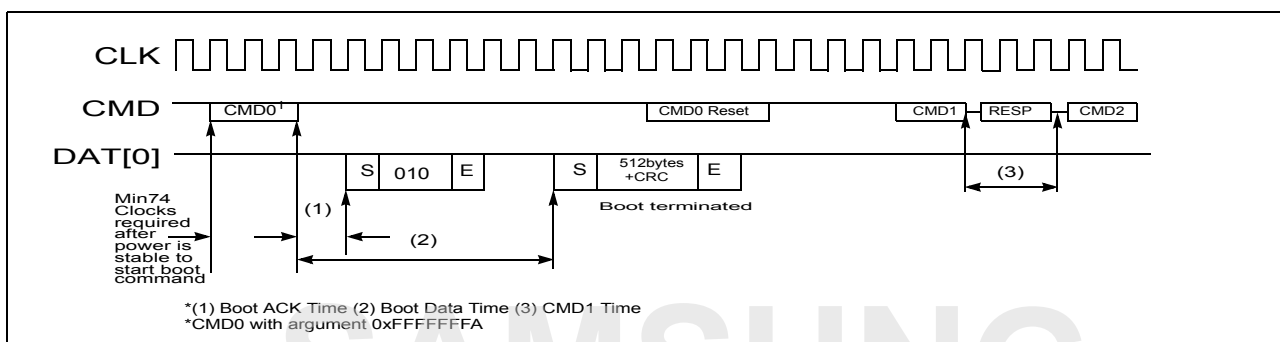 CLK
CMD
CMD0¹
CMD0 Reset
CMD1
RESP
CMD2
DAT[0]
S
010
E
S
512bytes
+CRC
E
(3)
Min74
Clocks
required
after
power is
stable to
start boot
command
(1)
(2)
Boot terminated
*(1) Boot ACK Time (2) Boot Data Time (3) CMD1 Time
*CMD0 with argument 0xFFFFFFFA
SAMSUNG